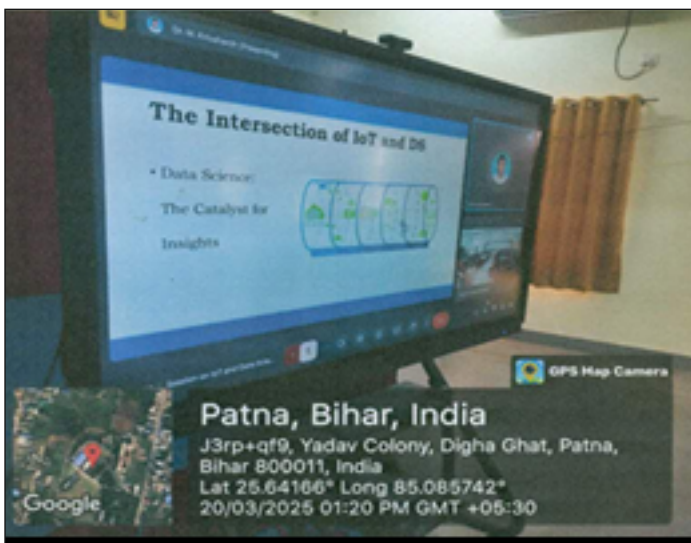 The Intersection of IoT and DS
• Data Science:
The Catalyst for
Insights
GPS Map Camera
Patna, Bihar, India
J3rp+qf9, Yadav Colony, Digha Ghat, Patna,
Bihar 800011, India
Lat 25.64166° Long 85.085742°
20/03/2025 01:20 PM GMT +05:30
Google